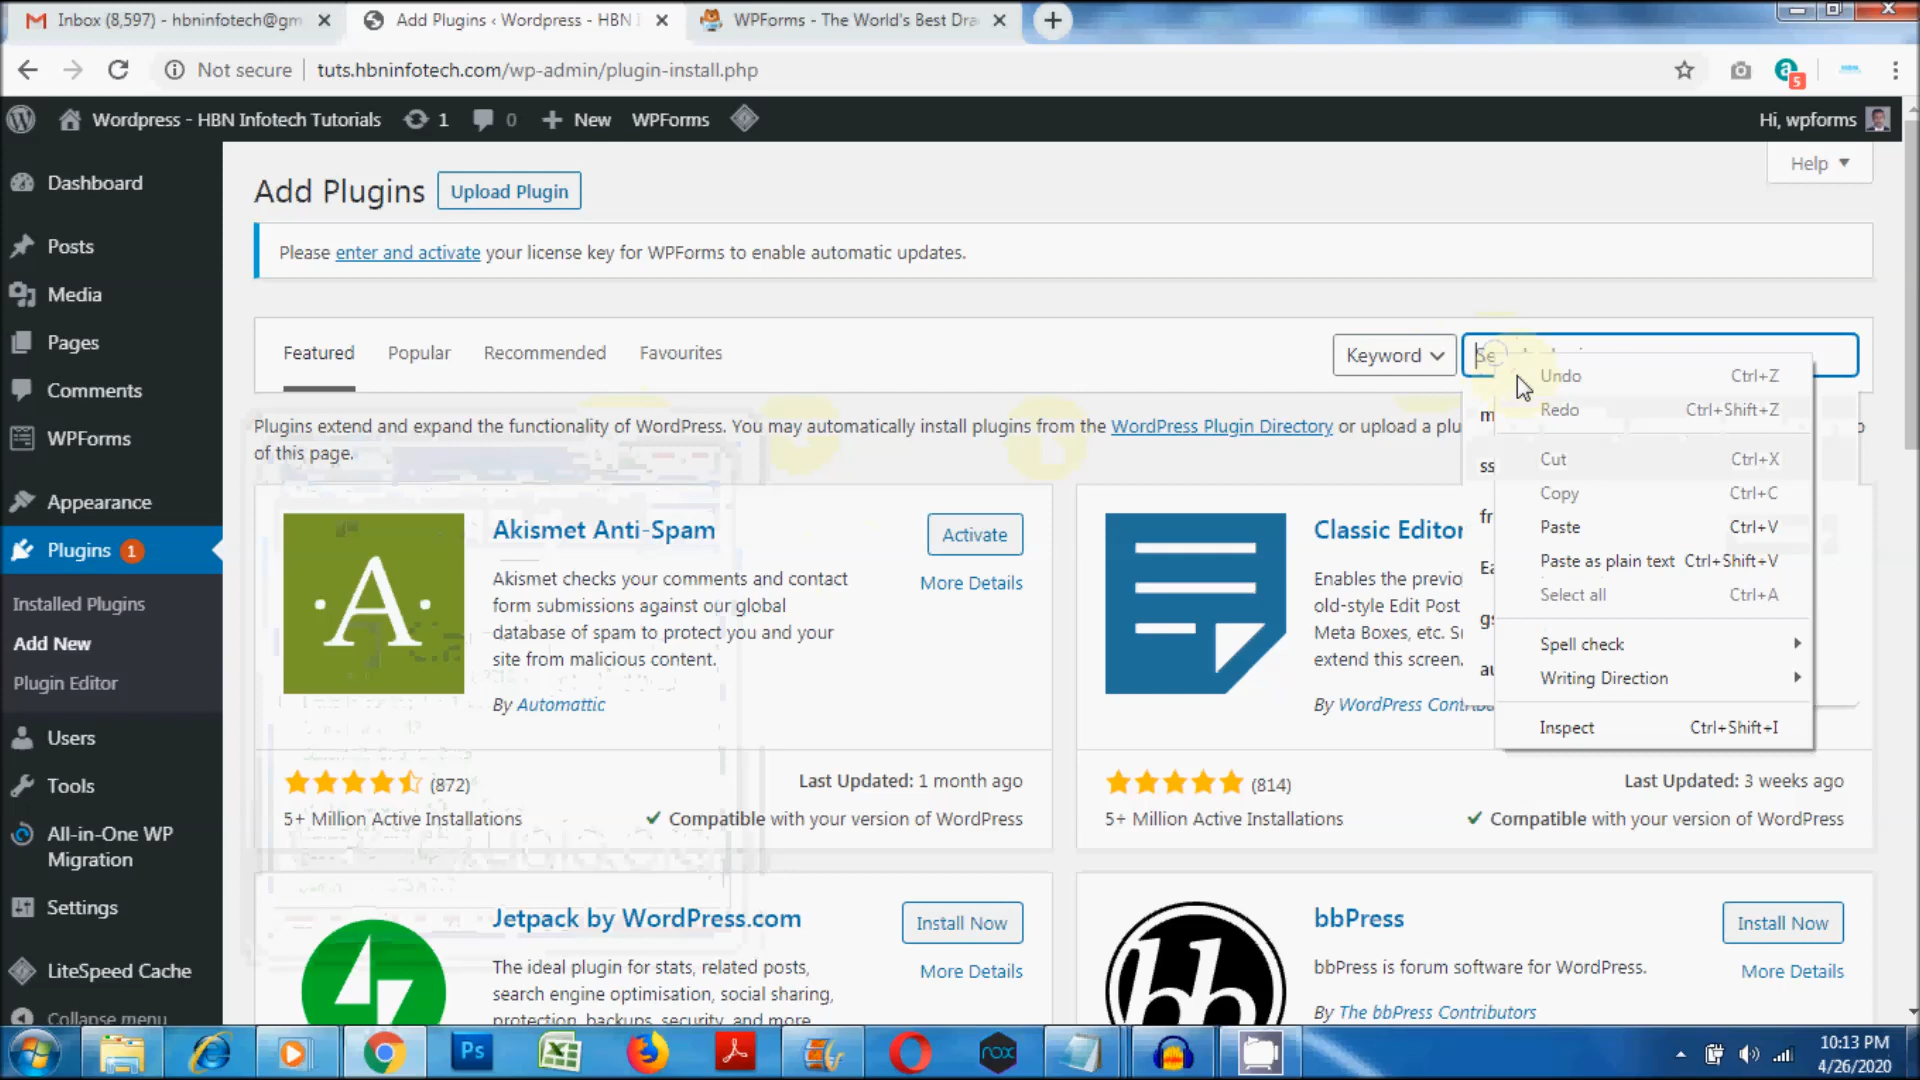 Inbox (8,597) - hbninfotech@gm
Add Plugins ‹ Wordpress - HBN
WPForms - The World's Best Dra
Not secure
tuts.hbninfotech.com/wp-admin/plugin-install.php
5
Wordpress - HBN Infotech Tutorials
1
0
New
WPForms
Hi, wpforms
Dashboard
Posts
Media
Pages
Comments
WPForms
Appearance
Plugins 1
Installed Plugins
Add New
Plugin Editor
Users
Tools
All-in-One WP
Migration
Settings
LiteSpeed Cache
Collapse menu
Help
Add Plugins
Upload Plugin
Please enter and activate your license key for WPForms to enable automatic updates.
Featured
Popular
Recommended
Favourites
Keyword
Plugins extend and expand the functionality of WordPress. You may automatically install plugins from the WordPress Plugin Directory or upload a plu
of this page.
Undo Ctrl+Z
Redo Ctrl+Shift+Z
Cut Ctrl+X
Copy Ctrl+C
Paste Ctrl+V
Paste as plain text Ctrl+Shift+V
Select all Ctrl+A
Spell check
Writing Direction
Inspect Ctrl+Shift+I
Akismet Anti-Spam
Activate
More Details
Akismet checks your comments and contact
form submissions against our global
database of spam to protect you and your
site from malicious content.
By Automattic
(872)
5+ Million Active Installations
Last Updated: 1 month ago
Compatible with your version of WordPress
Classic Editor
Enables the previo
old-style Edit Post
Meta Boxes, etc. Su
extend this screen.
By WordPress Contribu
(814)
5+ Million Active Installations
Last Updated: 3 weeks ago
Compatible with your version of WordPress
Jetpack by WordPress.com
Install Now
More Details
The ideal plugin for stats, related posts,
search engine optimisation, social sharing,
protection, backups, security, and more.
bbPress
Install Now
More Details
bbPress is forum software for WordPress.
By The bbPress Contributors
bb
Ps
nox
10:13 PM
4/26/2020